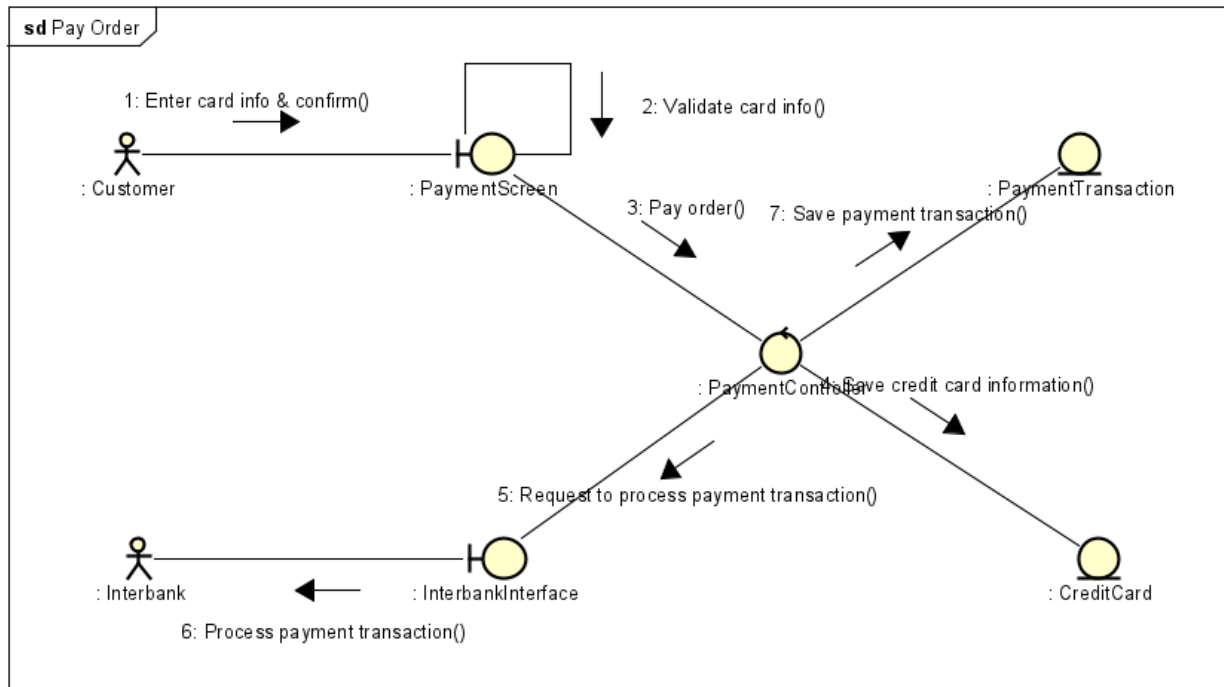 sd Pay Order
1: Enter card info & confirm()
2: Validate card info()
: Customer
: PaymentScreen
: PaymentTransaction
3: Pay order()
7: Save payment transaction()
: PaymentController
4: Save credit card information()
5: Request to process payment transaction()
: Interbank
: InterbankInterface
: CreditCard
6: Process payment transaction()